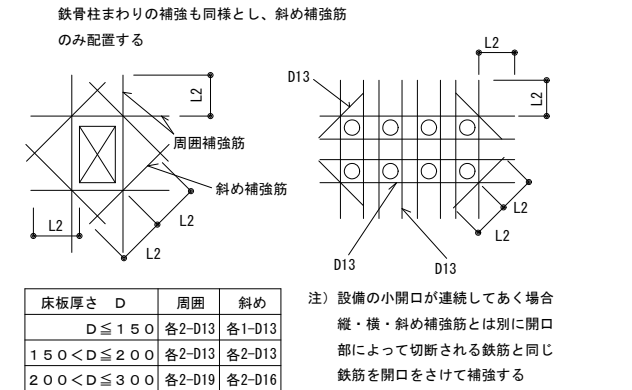 鉄骨柱まわりの補強も同様とし、斜め補強筋
のみ配置する
L2
周囲補強筋
斜め補強筋
L2
L2
L2
L2
D13
L2
L2
L2
D13
D13
床板厚さ D 周囲 斜め
D≦150 各2-D13 各1-D13
150<D≦200 各2-D13 各2-D13
200<D≦300 各2-D19 各2-D16
注）設備の小開口が連続してあく場合
縦・横・斜め補強筋とは別に開口
部によって切断される鉄筋と同じ
鉄筋を開口をさけて補強する